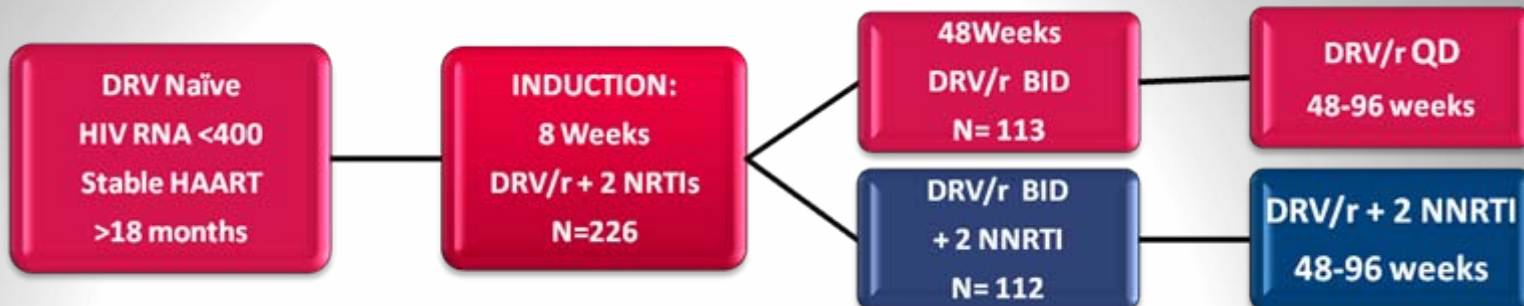 DRV Naïve
HIV RNA <400
Stable HAART
>18 months
INDUCTION:
8 Weeks
DRV/r + 2 NRTIs
N=226
48Weeks
DRV/r BID
N= 113
DRV/r QD
48-96 weeks
DRV/r BID
+ 2 NNRTI
N= 112
DRV/r + 2 NNRTI
48-96 weeks